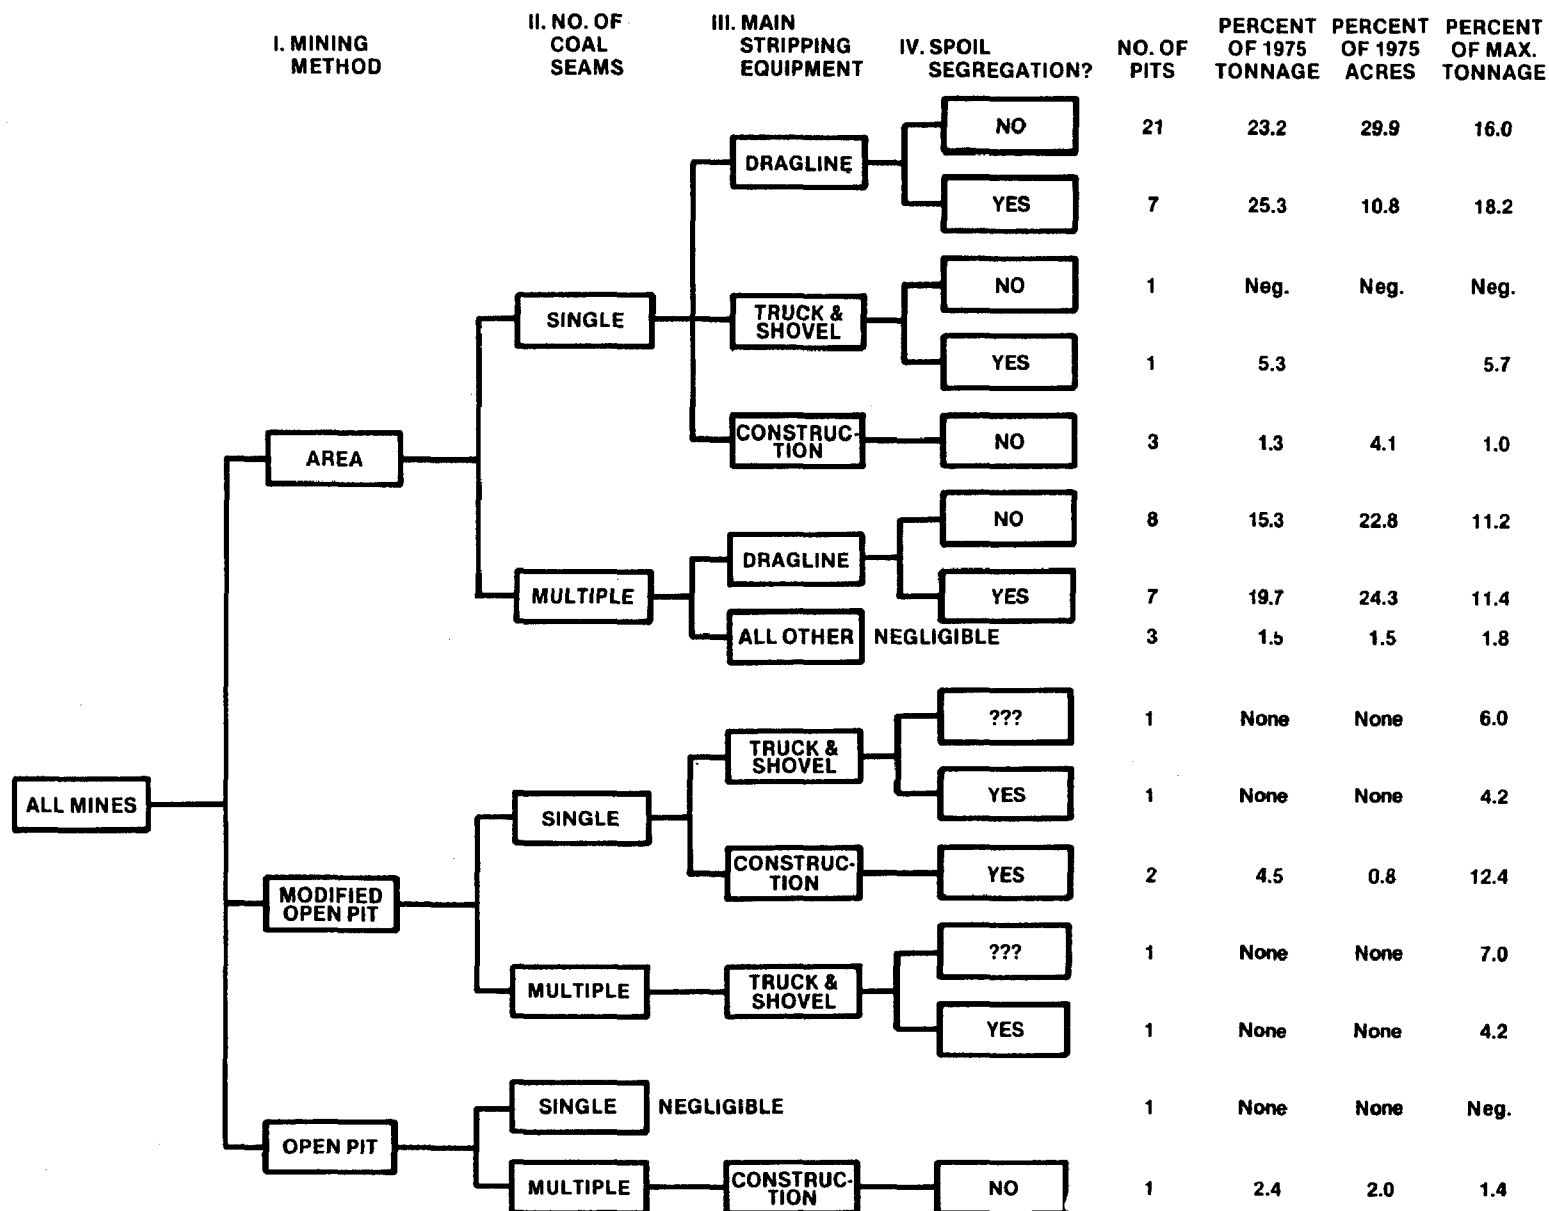 I. MINING METHOD
II. NO. OF COAL SEAMS
III. MAIN STRIPPING EQUIPMENT
IV. SPOIL SEGREGATION?
NO. OF PITS
PERCENT OF 1975 TONNAGE
PERCENT OF 1975 ACRES
PERCENT OF MAX. TONNAGE
NO 21 23.2 29.9 16.0
DRAGLINE
YES 7 25.3 10.8 18.2
NO 1 Neg. Neg. Neg.
SINGLE
TRUCK & SHOVEL
YES 1 5.3 5.7
AREA
CONSTRUC-
TION
NO 3 1.3 4.1 1.0
NO 8 15.3 22.8 11.2
DRAGLINE
MULTIPLE
YES 7 19.7 24.3 11.4
ALL OTHER NEGLIGIBLE 3 1.5 1.5 1.8
??? 1 None None 6.0
TRUCK & SHOVEL
ALL MINES
SINGLE
YES 1 None None 4.2
MODIFIED OPEN PIT
CONSTRUC-
TION
YES 2 4.5 0.8 12.4
??? 1 None None 7.0
MULTIPLE
TRUCK & SHOVEL
YES 1 None None 4.2
SINGLE NEGLIGIBLE 1 None None Neg.
OPEN PIT
MULTIPLE
CONSTRUC-
TION
NO 1 2.4 2.0 1.4